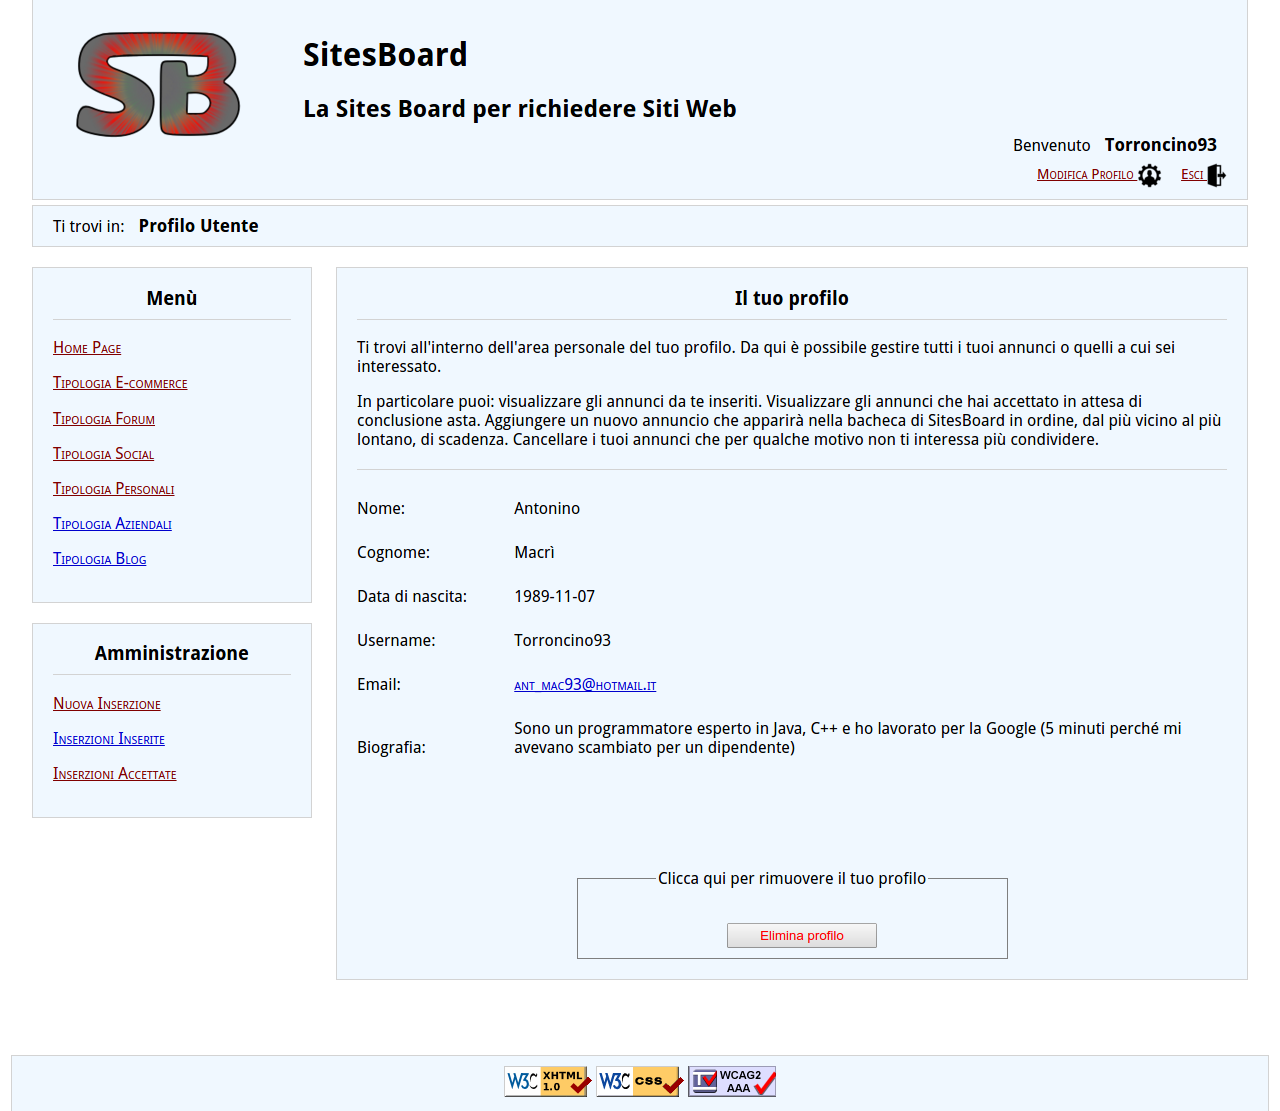 SB
SitesBoard
La Sites Board per richiedere Siti Web
Benvenuto Torroncino93
Modifica Profilo Esci
Ti trovi in: Profilo Utente
Menù
Home Page
Tipologia E-commerce
Tipologia Forum
Tipologia Social
Tipologia Personali
Tipologia Aziendali
Tipologia Blog
Amministrazione
Nuova Inserzione
Inserzioni Inserite
Inserzioni Accettate
Il tuo profilo
Ti trovi all'interno dell'area personale del tuo profilo. Da qui è possibile gestire tutti i tuoi annunci o quelli a cui sei
interessato.
In particolare puoi: visualizzare gli annunci da te inseriti. Visualizzare gli annunci che hai accettato in attesa di
conclusione asta. Aggiungere un nuovo annuncio che apparirà nella bacheca di SitesBoard in ordine, dal più vicino al più
lontano, di scadenza. Cancellare i tuoi annunci che per qualche motivo non ti interessa più condividere.
Nome: Antonino
Cognome: Macrì
Data di nascita: 1989-11-07
Username: Torroncino93
Email: ant_mac93@hotmail.it
Biografia: Sono un programmatore esperto in Java, C++ e ho lavorato per la Google (5 minuti perché mi
avevano scambiato per un dipendente)
Clicca qui per rimuovere il tuo profilo
Elimina profilo
W3C XHTML 1.0
W3C css
TV WCAG2 AAA